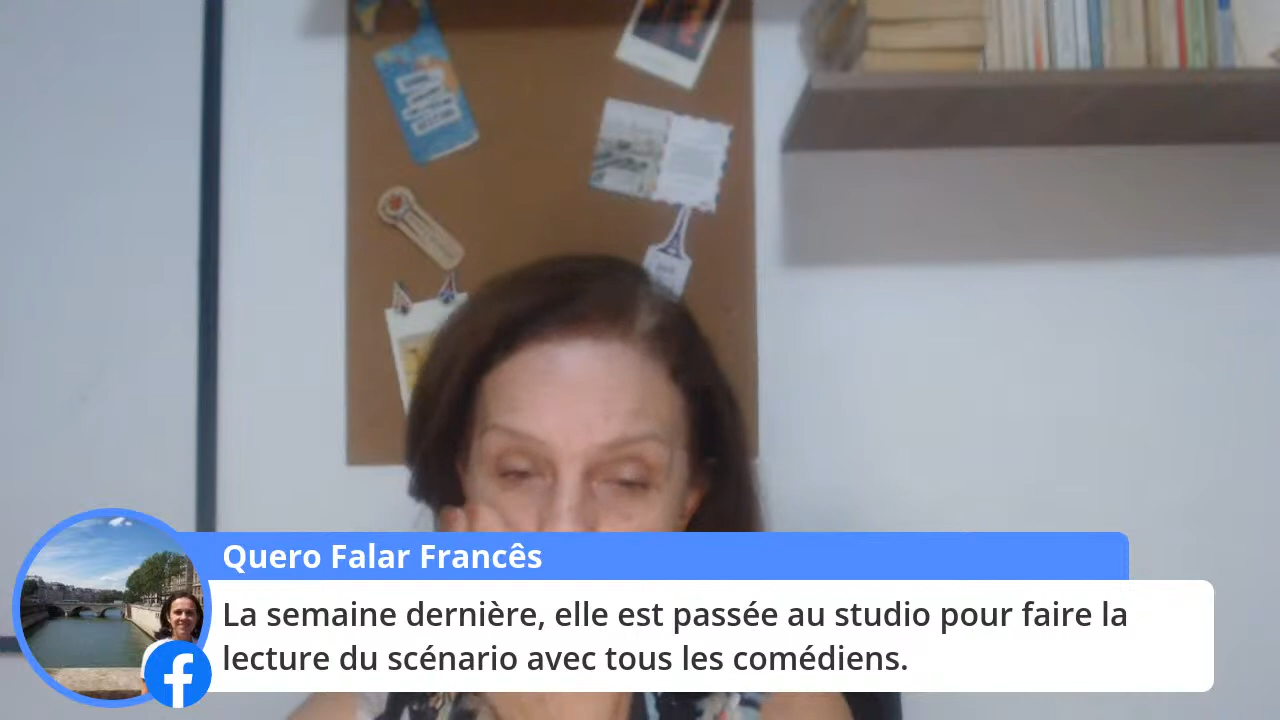 Quero Falar Francês
La semaine dernière, elle est passée au studio pour faire la
lecture du scénario avec tous les comédiens.